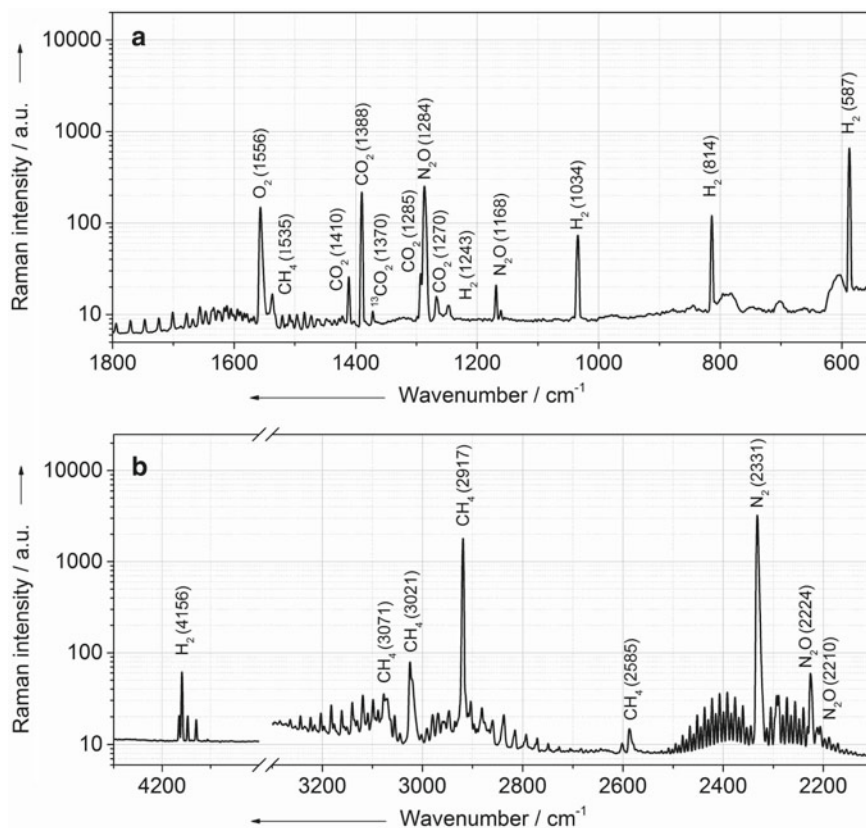 a
Raman intensity / a.u.
10000
1000
100
10
O₂ (1556)
CH₄ (1535)
CO₂ (1410)
CO₂ (1388)
¹³CO₂ (1370)
CO₂ (1285)
N₂O (1284)
CO₂ (1270)
H₂ (1243)
N₂O (1168)
H₂ (1034)
H₂ (814)
H₂ (587)
1800 1600 1400 1200 1000 800 600
Wavenumber / cm⁻¹
b
Raman intensity / a.u.
10000
1000
100
10
H₂ (4156)
CH₄ (3071)
CH₄ (3021)
CH₄ (2917)
CH₄ (2585)
N₂ (2331)
N₂O (2224)
N₂O (2210)
4200 3200 3000 2800 2600 2400 2200
Wavenumber / cm⁻¹